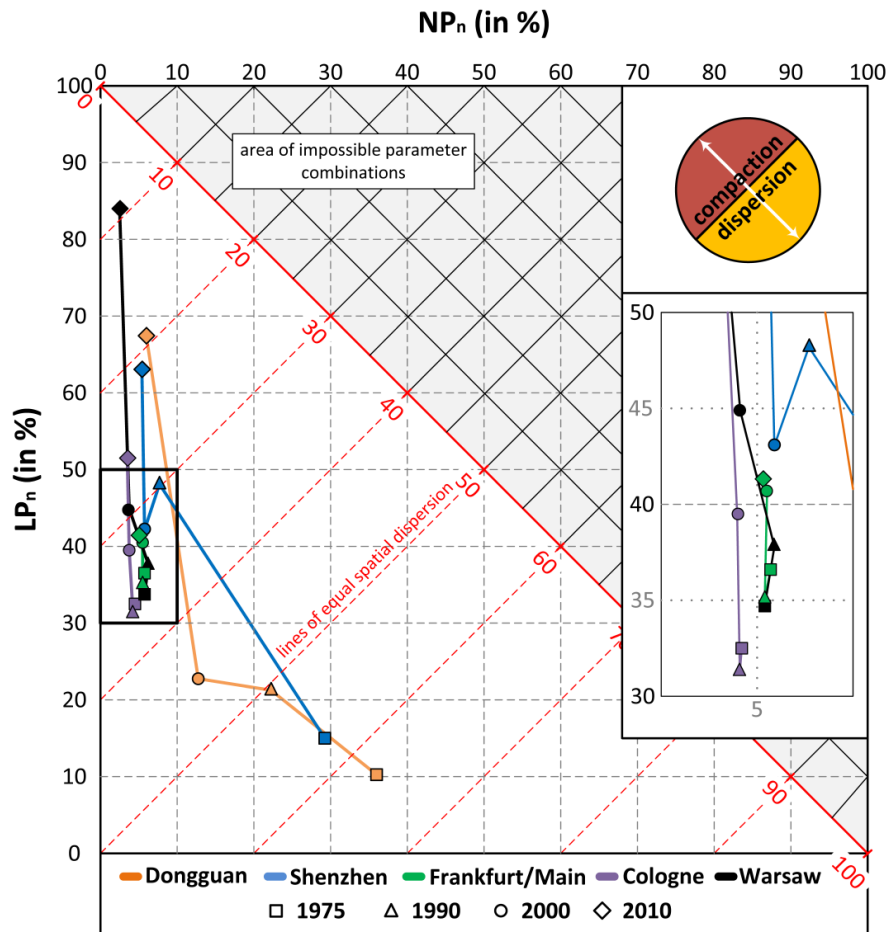 NPn (in %)
0 10 20 30 40 50 60 70 80 90 100
100
90
80
70
60
50
40
30
20
10
0
LPn (in %)
area of impossible parameter
combinations
0
10
20
30
40
50
60
90
100
lines of equal spatial dispersion
compaction
dispersion
50
45
40
35
30
5
Dongguan Shenzhen Frankfurt/Main Cologne Warsaw
1975 1990 2000 2010